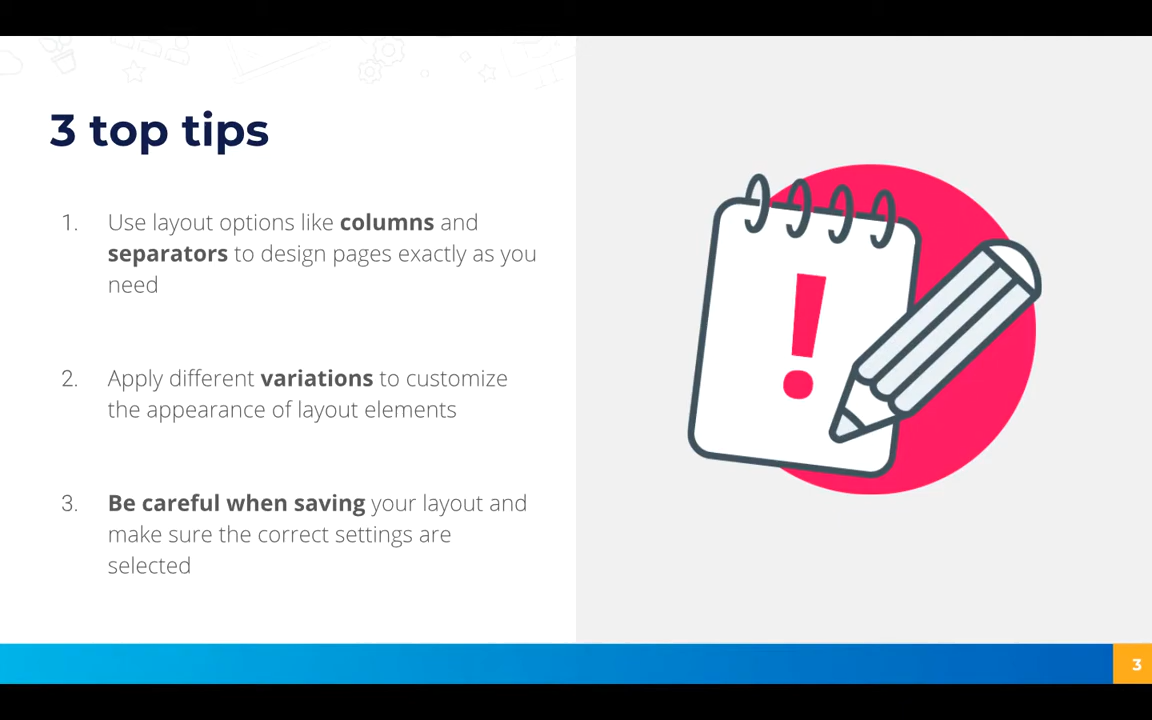 3 top tips
1. Use layout options like columns and
separators to design pages exactly as you
need
2. Apply different variations to customize
the appearance of layout elements
3. Be careful when saving your layout and
make sure the correct settings are
selected
!
3